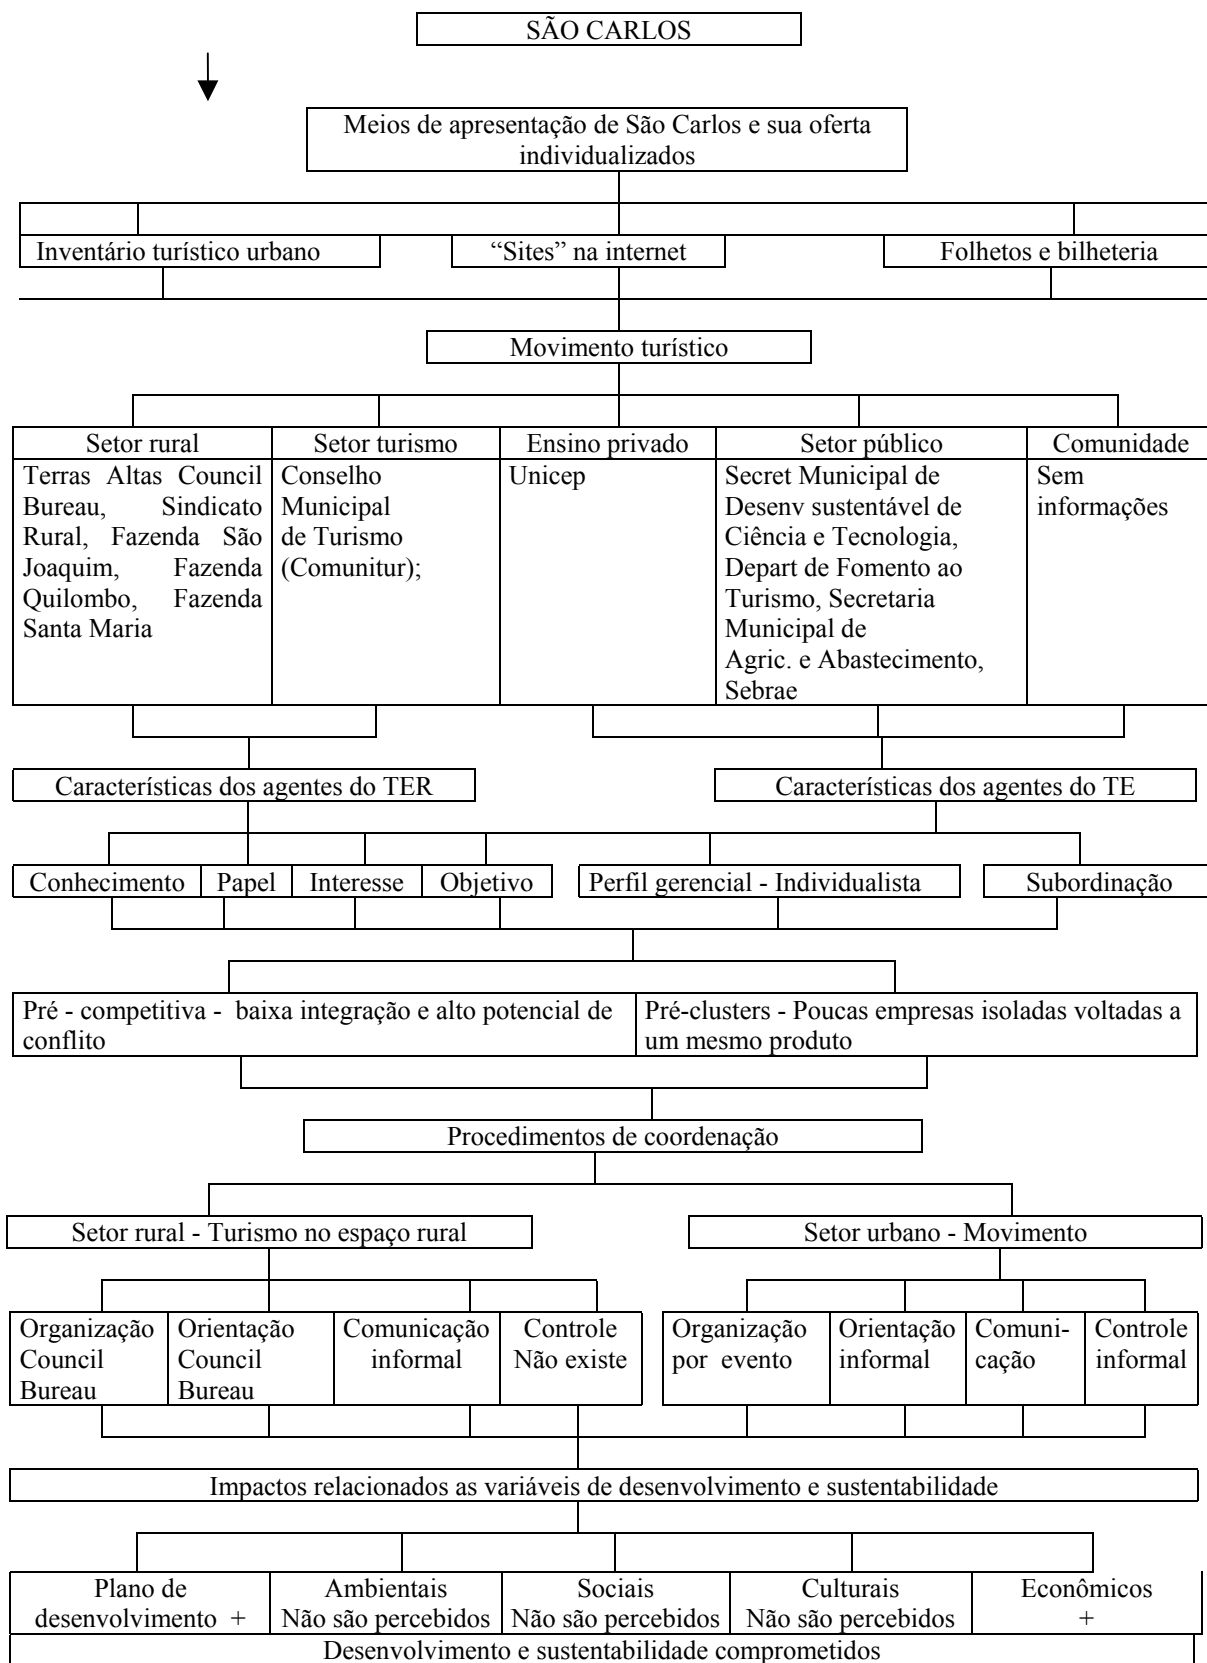 SÃO CARLOS
Meios de apresentação de São Carlos e sua oferta
individualizados
Inventário turístico urbano
“Sites” na internet
Folhetos e bilheteria
Movimento turístico
Setor rural
Terras Altas Council
Bureau, Sindicato
Rural, Fazenda São
Joaquim, Fazenda
Quilombo, Fazenda
Santa Maria
Setor turismo
Conselho
Municipal
de Turismo
(Comunitur);
Ensino privado
Unicep
Setor público
Secret Municipal de
Desenv sustentável de
Ciência e Tecnologia,
Depart de Fomento ao
Turismo, Secretaria
Municipal de
Agric. e Abastecimento,
Sebrae
Comunidade
Sem
informações
Características dos agentes do TER
Características dos agentes do TE
Conhecimento
Papel
Interesse
Objetivo
Perfil gerencial - Individualista
Subordinação
Pré - competitiva - baixa integração e alto potencial de
conflito
Pré-clusters - Poucas empresas isoladas voltadas a
um mesmo produto
Procedimentos de coordenação
Setor rural - Turismo no espaço rural
Setor urbano - Movimento
Organização
Council
Bureau
Orientação
Council
Bureau
Comunicação
informal
Controle
Não existe
Organização
por evento
Orientação
informal
Comuni-
cação
Controle
informal
Impactos relacionados as variáveis de desenvolvimento e sustentabilidade
Plano de
desenvolvimento +
Ambientais
Não são percebidos
Sociais
Não são percebidos
Culturais
Não são percebidos
Econômicos
+
Desenvolvimento e sustentabilidade comprometidos